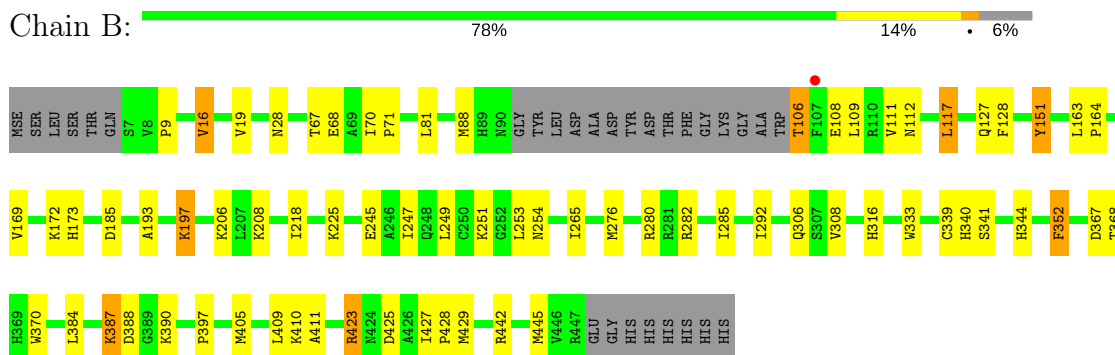 Chain B:
78% 14% • 6%
MSE SER LEU SER THR GLN S7 V8 P9 V16 V19 N28 T67 E68 A69 I70 P71 L81 M88 H89 N90 GLY TYR LEU ASP ALA ASP TYR ASP THR PHE GLY LYS GLY ALA TRP T106 F107 E108 L109 R110 V111 N112 L117 Q127 F128 Y151 L163 P164
V169 K172 H173 D185 A193 K197 K206 L207 K208 I218 K225 E245 A246 I247 Q248 L249 C250 K251 G252 L253 N254 I265 M276 R280 R281 R282 I285 I292 Q306 S307 V308 H316 W333 C339 H340 S341 H344 F352 D367 T368
H369 W370 L384 K387 D388 G389 K390 P397 M405 L409 K410 A411 R423 N424 D425 A426 I427 P428 M429 R442 M445 V446 R447 GLU GLY HIS HIS HIS HIS HIS HIS